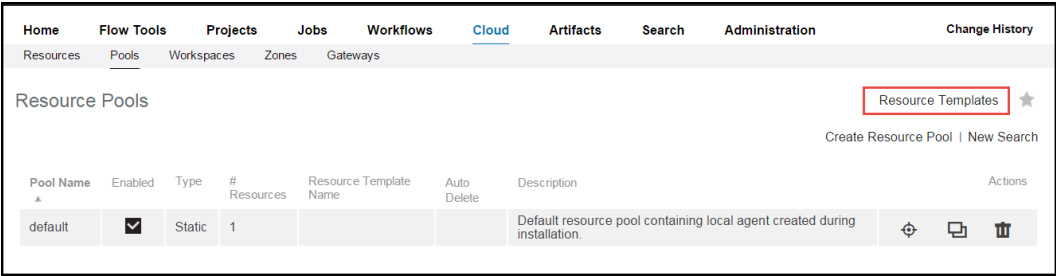 Home Flow Tools Projects Jobs Workflows Cloud Artifacts Search Administration Change History
Resources Pools Workspaces Zones Gateways
Resource Pools Resource Templates
Create Resource Pool | New Search
Pool Name Enabled Type # Resources Resource Template Name Auto Delete Description Actions
default Static 1 Default resource pool containing local agent created during installation.